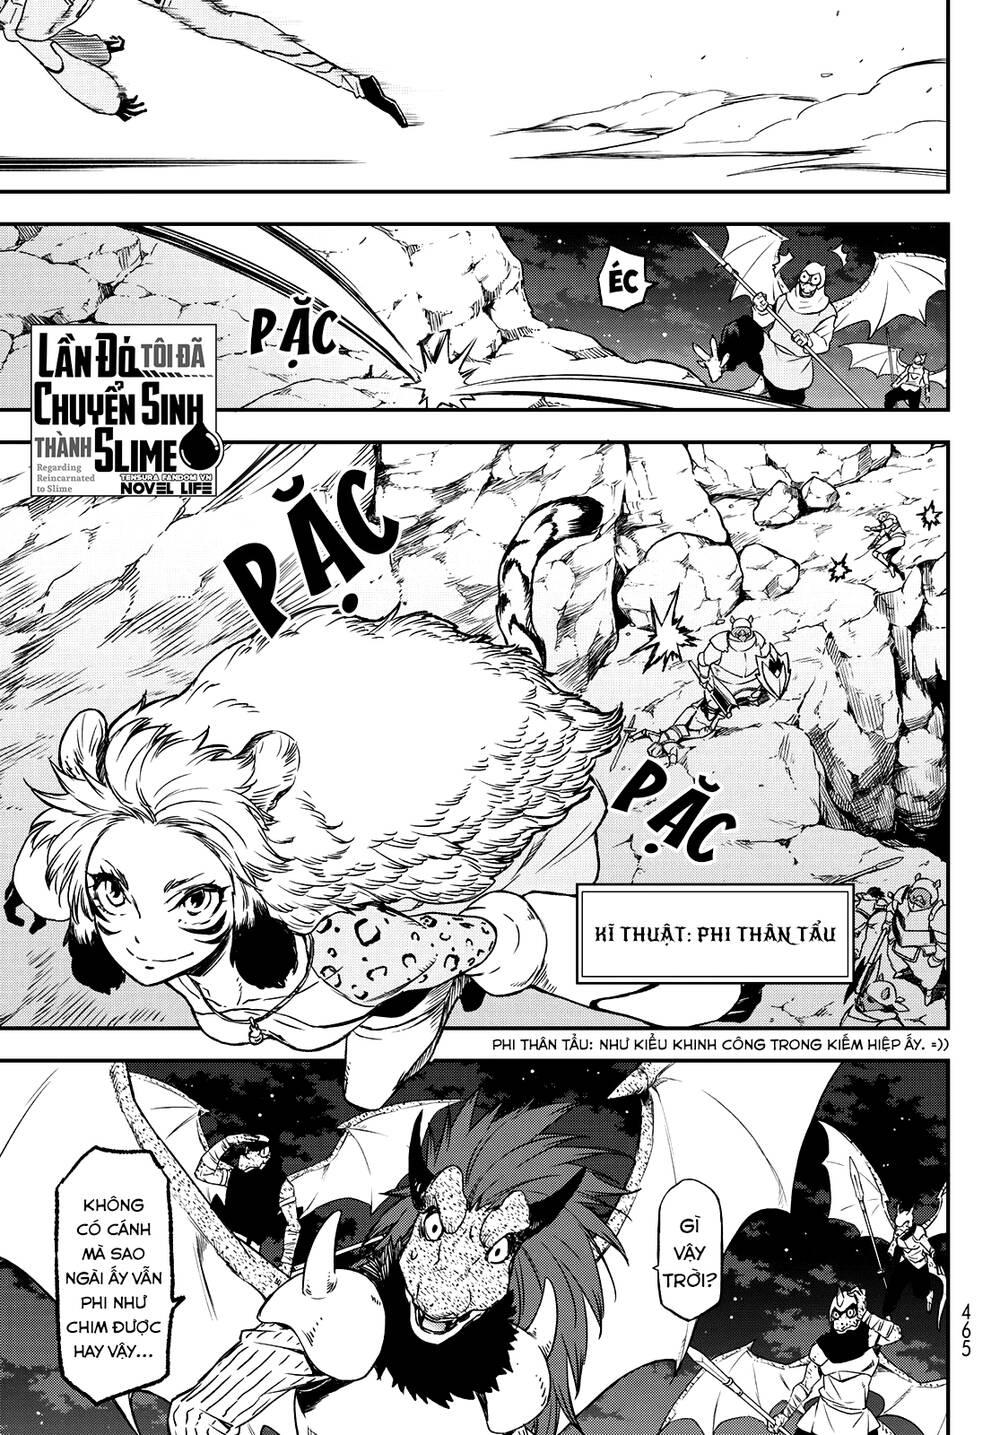 ÉC
PẶC
LẦN ĐÓ TÔI ĐÃ
CHUYỂN SINH
THÀNH SLIME
Regarding
Reincarnated
to Slime
TENSURA FANDOM VN
NOVEL LIFE
PẶC
PẶC
KĨ THUẬT: PHI THÂN TẨU
PHI THÂN TẨU: NHƯ KIỂU KHINH CÔNG TRONG KIẾM HIỆP ẤY. =))
GÌ
VẬY
TRỜI?
KHÔNG
CÓ CÁNH
MÀ SAO
NGÀI ẤY VẪN
PHI NHƯ
CHIM ĐƯỢC
HAY VẬY...
465